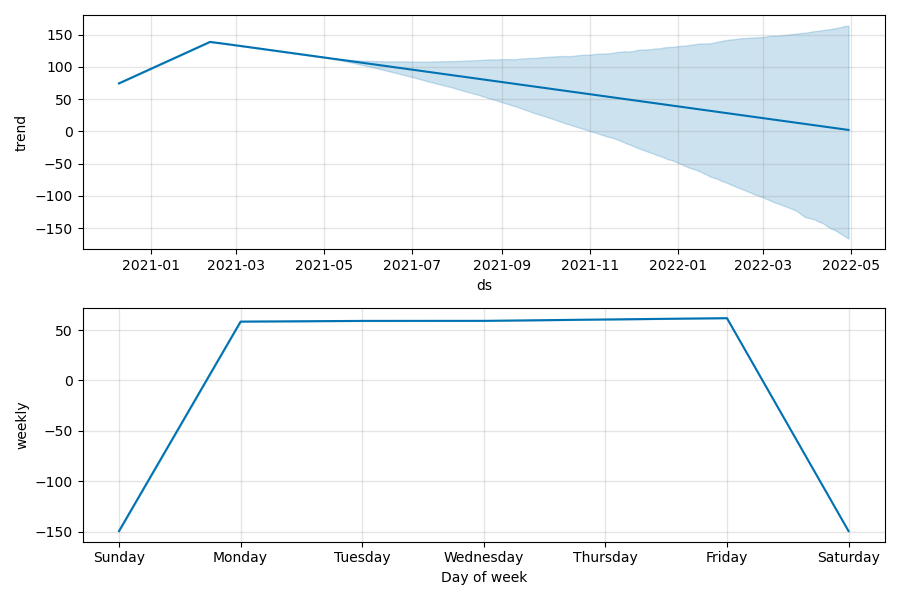 150
100
50
0
−50
−100
−150
trend
2021-01 2021-03 2021-05 2021-07 2021-09 2021-11 2022-01 2022-03 2022-05
ds
50
0
−50
−100
−150
weekly
Sunday Monday Tuesday Wednesday Thursday Friday Saturday
Day of week